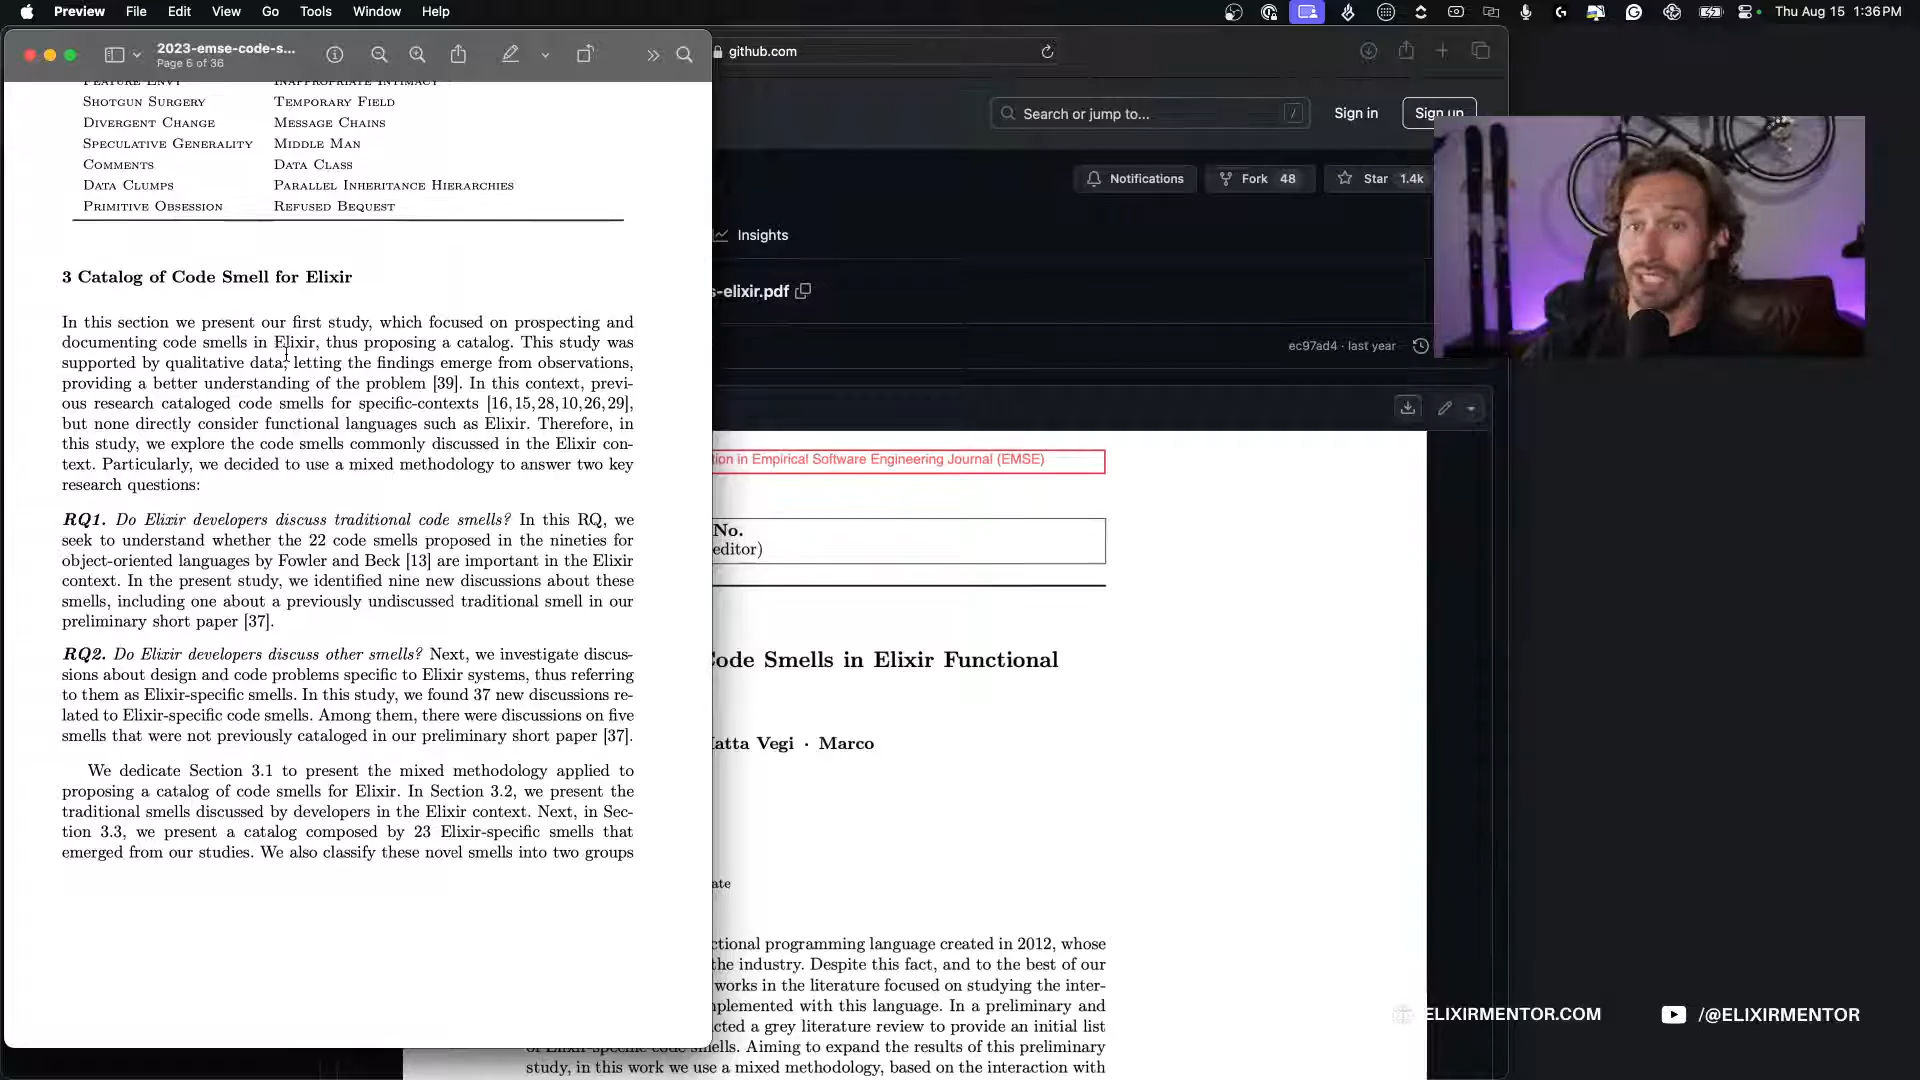 Preview File Edit View Go Tools Window Help
Thu Aug 15 1:36 PM
2023-emse-code-s...
Page 6 of 36
FEATURE ENVY INAPPROPRIATE INTIMACY
SHOTGUN SURGERY TEMPORARY FIELD
DIVERGENT CHANGE MESSAGE CHAINS
SPECULATIVE GENERALITY MIDDLE MAN
COMMENTS DATA CLASS
DATA CLUMPS PARALLEL INHERITANCE HIERARCHIES
PRIMITIVE OBSESSION REFUSED BEQUEST
3 Catalog of Code Smell for Elixir
In this section we present our first study, which focused on prospecting and
documenting code smells in Elixir, thus proposing a catalog. This study was
supported by qualitative data, letting the findings emerge from observations,
providing a better understanding of the problem [39]. In this context, previ-
ous research cataloged code smells for specific-contexts [16,15,28,10,26,29],
but none directly consider functional languages such as Elixir. Therefore, in
this study, we explore the code smells commonly discussed in the Elixir con-
text. Particularly, we decided to use a mixed methodology to answer two key
research questions:
RQ1. Do Elixir developers discuss traditional code smells? In this RQ, we
seek to understand whether the 22 code smells proposed in the nineties for
object-oriented languages by Fowler and Beck [13] are important in the Elixir
context. In the present study, we identified nine new discussions about these
smells, including one about a previously undiscussed traditional smell in our
preliminary short paper [37].
RQ2. Do Elixir developers discuss other smells? Next, we investigate discus-
sions about design and code problems specific to Elixir systems, thus referring
to them as Elixir-specific smells. In this study, we found 37 new discussions re-
lated to Elixir-specific code smells. Among them, there were discussions on five
smells that were not previously cataloged in our preliminary short paper [37].
We dedicate Section 3.1 to present the mixed methodology applied to
proposing a catalog of code smells for Elixir. In Section 3.2, we present the
traditional smells discussed by developers in the Elixir context. Next, in Sec-
tion 3.3, we present a catalog composed by 23 Elixir-specific smells that
emerged from our studies. We also classify these novel smells into two groups
github.com
Search or jump to... /
Sign in
Sign up
Notifications
Fork 48
Star 1.4k
Insights
s-elixir.pdf
ec97ad4 · last year
tion in Empirical Software Engineering Journal (EMSE)
No.
editor)
Code Smells in Elixir Functional
Matta Vegi · Marco
ate
ctional programming language created in 2012, whose
the industry. Despite this fact, and to the best of our
works in the literature focused on studying the inter-
mplemented with this language. In a preliminary and
cted a grey literature review to provide an initial list
of Elixir-specific code smells. Aiming to expand the results of this preliminary
study, in this work we use a mixed methodology, based on the interaction with
ELIXIRMENTOR.COM
/@ELIXIRMENTOR